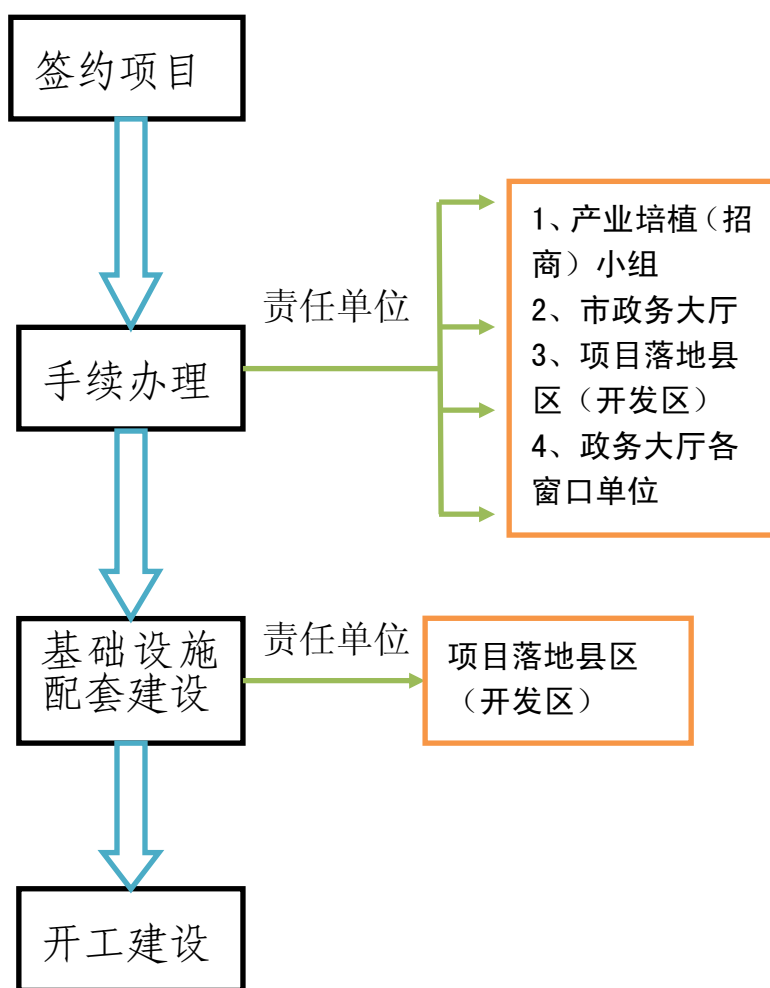 签约项目
责任单位
手续办理
1、产业培植（招
商）小组
2、市政务大厅
3、项目落地县
区（开发区）
4、政务大厅各
窗口单位
基础设施
配套建设
责任单位
项目落地县区
（开发区）
开工建设